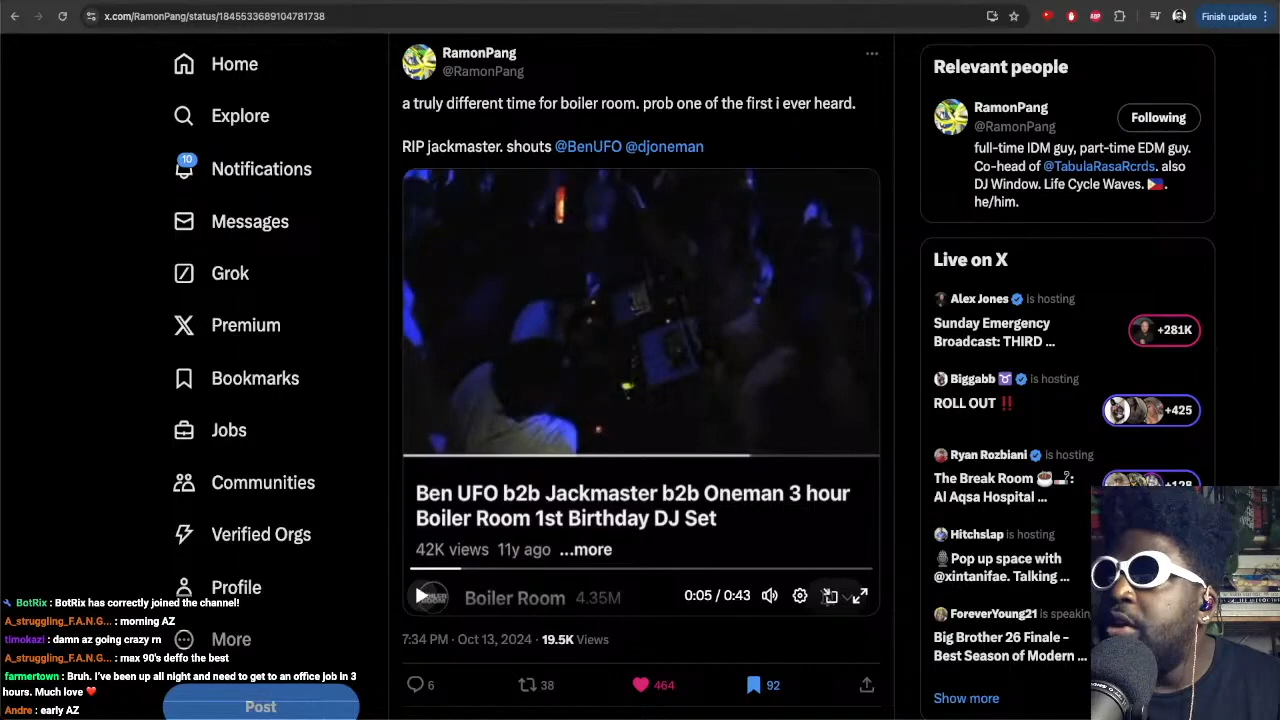 x.com/RamonPang/status/1845533689104781738
Finish update
Home
Explore
10
Notifications
Messages
Grok
Premium
Bookmarks
Jobs
Communities
Verified Orgs
Profile
More
Post
RamonPang
@RamonPang
a truly different time for boiler room. prob one of the first i ever heard.
RIP jackmaster. shouts @BenUFO @djoneman
Ben UFO b2b Jackmaster b2b Oneman 3 hour
Boiler Room 1st Birthday DJ Set
42K views 11y ago ...more
Boiler Room 4.35M
0:05 / 0:43
7:34 PM · Oct 13, 2024 · 19.5K Views
6
38
464
92
Relevant people
RamonPang
@RamonPang
Following
full-time IDM guy, part-time EDM guy.
Co-head of @TabulaRasaRcrds. also
DJ Window. Life Cycle Waves. 🇵🇭.
he/him.
Live on X
Alex Jones is hosting
Sunday Emergency
Broadcast: THIRD ...
+281K
Biggabb ♉ is hosting
ROLL OUT ‼️
+425
Ryan Rozbiani is hosting
The Break Room ☕🚬:
Al Aqsa Hospital ...
+128
Hitchslap is hosting
🎙Pop up space with
@xintanifae. Talking ...
ForeverYoung21 is speakin
Big Brother 26 Finale –
Best Season of Modern ...
Show more
BotRix : BotRix has correctly joined the channel!
A_struggling_F.A.N.G... : morning AZ
timokazi : damn az going crazy rn
A_struggling_F.A.N.G... : max 90's deffo the best
farmertown : Bruh. I've been up all night and need to get to an office job in 3
hours. Much love ❤️
Andre : early AZ